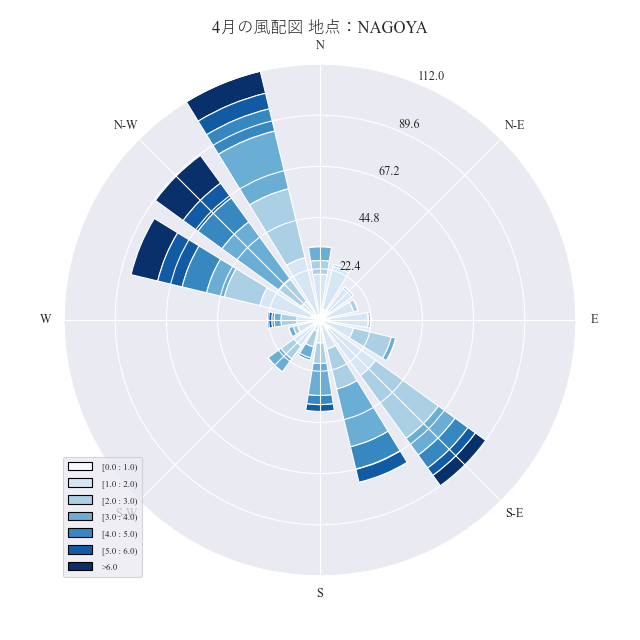 4月の風配図 地点：NAGOYA
N
112.0
N-W
N-E
89.6
67.2
44.8
22.4
W
E
[0.0 : 1.0)
[1.0 : 2.0)
[2.0 : 3.0)
[3.0 : 4.0)
[4.0 : 5.0)
[5.0 : 6.0)
>6.0
S-W
S-E
S